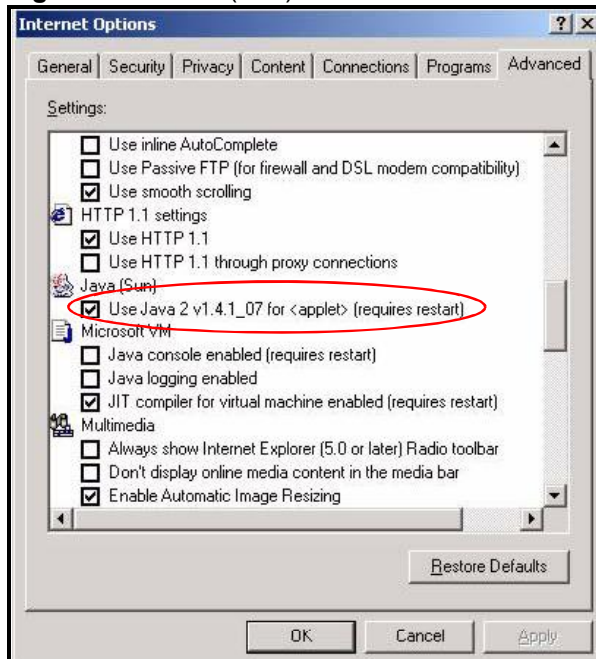 Internet Options
General Security Privacy Content Connections Programs Advanced
Settings:
Use inline AutoComplete
Use Passive FTP (for firewall and DSL modem compatibility)
Use smooth scrolling
HTTP 1.1 settings
Use HTTP 1.1
Use HTTP 1.1 through proxy connections
Java (Sun)
Use Java 2 v1.4.1_07 for <applet> (requires restart)
Microsoft VM
Java console enabled (requires restart)
Java logging enabled
JIT compiler for virtual machine enabled (requires restart)
Multimedia
Always show Internet Explorer (5.0 or later) Radio toolbar
Don't display online media content in the media bar
Enable Automatic Image Resizing
Restore Defaults
OK Cancel Apply